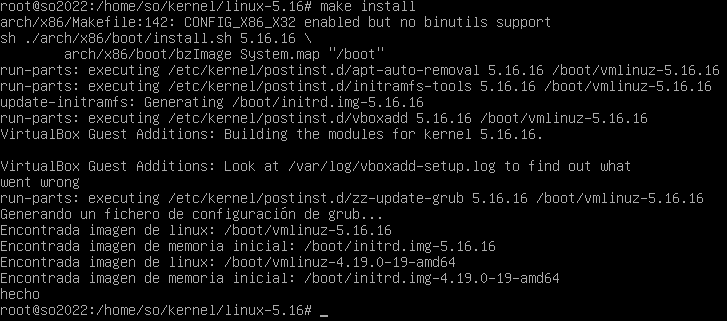 root@so2022:/home/so/kernel/linux-5.16# make install
arch/x86/Makefile:142: CONFIG_X86_X32 enabled but no binutils support
sh ./arch/x86/boot/install.sh 5.16.16 \
        arch/x86/boot/bzImage System.map "/boot"
run-parts: executing /etc/kernel/postinst.d/apt-auto-removal 5.16.16 /boot/vmlinuz-5.16.16
run-parts: executing /etc/kernel/postinst.d/initramfs-tools 5.16.16 /boot/vmlinuz-5.16.16
update-initramfs: Generating /boot/initrd.img-5.16.16
run-parts: executing /etc/kernel/postinst.d/vboxadd 5.16.16 /boot/vmlinuz-5.16.16
VirtualBox Guest Additions: Building the modules for kernel 5.16.16.

VirtualBox Guest Additions: Look at /var/log/vboxadd-setup.log to find out what
went wrong
run-parts: executing /etc/kernel/postinst.d/zz-update-grub 5.16.16 /boot/vmlinuz-5.16.16
Generando un fichero de configuración de grub...
Encontrada imagen de linux: /boot/vmlinuz-5.16.16
Encontrada imagen de memoria inicial: /boot/initrd.img-5.16.16
Encontrada imagen de linux: /boot/vmlinuz-4.19.0-19-amd64
Encontrada imagen de memoria inicial: /boot/initrd.img-4.19.0-19-amd64
hecho
root@so2022:/home/so/kernel/linux-5.16# _